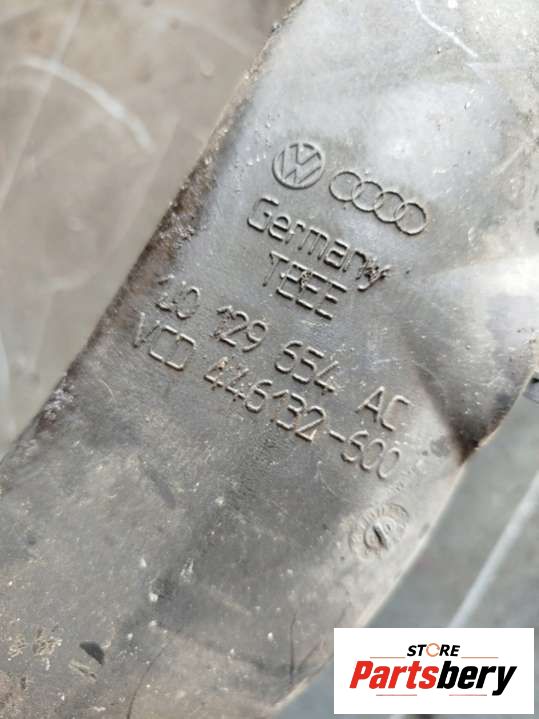 Germany
TEEE
1J0 129 654 AC
VCD 446132-600
STORE
Partsbery